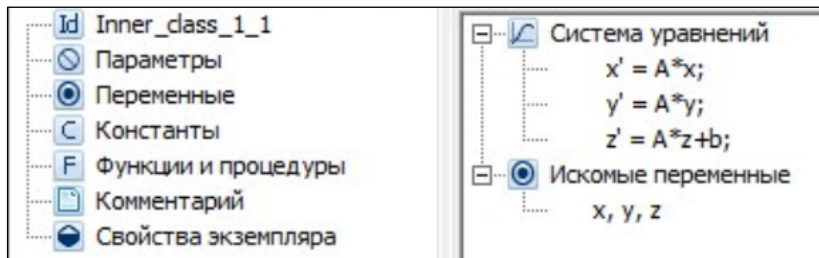 Id Inner_class_1_1
Параметры
Переменные
C Константы
F Функции и процедуры
Комментарий
Свойства экземпляра
Система уравнений
x' = A*x;
y' = A*y;
z' = A*z+b;
Искомые переменные
x, y, z